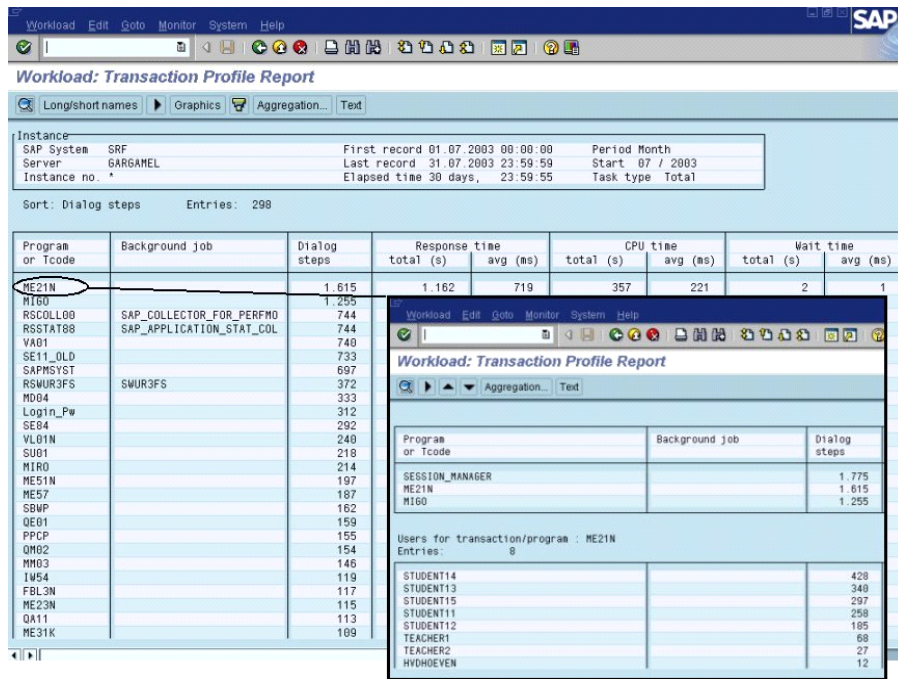 Workload Edit Goto Monitor System Help
SAP
Workload: Transaction Profile Report
Long/short names Graphics Aggregation... Text
Instance
SAP System SRF First record 01.07.2003 00:00:00 Period Month
Server GARGAMEL Last record 31.07.2003 23:59:59 Start 07 / 2003
Instance no. * Elapsed time 30 days, 23:59:55 Task type Total
Sort: Dialog steps Entries: 298
Program Background job Dialog Response time CPU time Wait time
or Tcode steps total (s) avg (ms) total (s) avg (ms) total (s) avg (ms)
ME21N 1.615 1.162 719 357 221 2 1
MIGO 1.255
RSCOLL00 SAP_COLLECTOR_FOR_PERFMO 744
RSSTAT88 SAP_APPLICATION_STAT_COL 744
VA01 740
SE11_OLD 733
SAPMSYST 697
RSWUR3FS SWUR3FS 372
MD04 333
Login_Pw 312
SE84 292
VL01N 240
SU01 218
MIRO 214
ME51N 197
ME57 187
SBWP 162
QE01 159
PPCP 155
QM02 154
MM03 146
IW54 119
FBL3N 117
ME23N 115
QA11 113
ME31K 109
Workload Edit Goto Monitor System Help
Workload: Transaction Profile Report
Aggregation... Text
Program Background job Dialog
or Tcode steps
SESSION_MANAGER 1.775
ME21N 1.615
MIGO 1.255
Users for transaction/program : ME21N
Entries: 8
STUDENT14 428
STUDENT13 340
STUDENT15 297
STUDENT11 258
STUDENT12 185
TEACHER1 68
TEACHER2 27
HVDHOEVEN 12